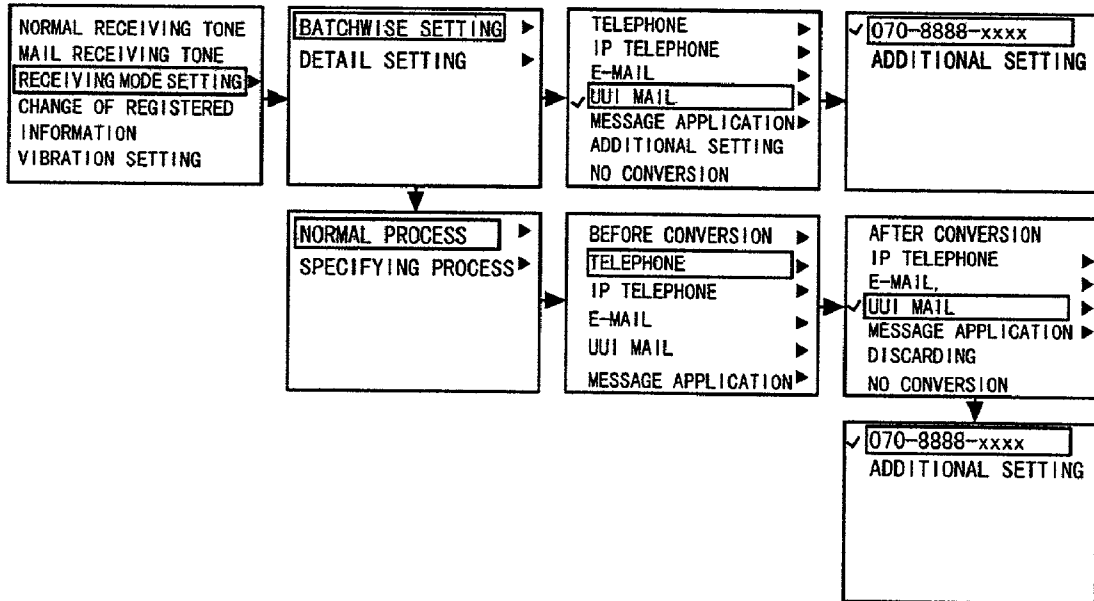 NORMAL RECEIVING TONE
MAIL RECEIVING TONE
RECEIVING MODE SETTING
CHANGE OF REGISTERED
INFORMATION
VIBRATION SETTING
BATCHWISE SETTING
DETAIL SETTING
TELEPHONE
IP TELEPHONE
E-MAIL
UUI MAIL
MESSAGE APPLICATION
ADDITIONAL SETTING
NO CONVERSION
070-8888-xxxx
ADDITIONAL SETTING
NORMAL PROCESS
SPECIFYING PROCESS
BEFORE CONVERSION
TELEPHONE
IP TELEPHONE
E-MAIL
UUI MAIL
MESSAGE APPLICATION
AFTER CONVERSION
IP TELEPHONE
E-MAIL,
UUI MAIL
MESSAGE APPLICATION
DISCARDING
NO CONVERSION
070-8888-xxxx
ADDITIONAL SETTING